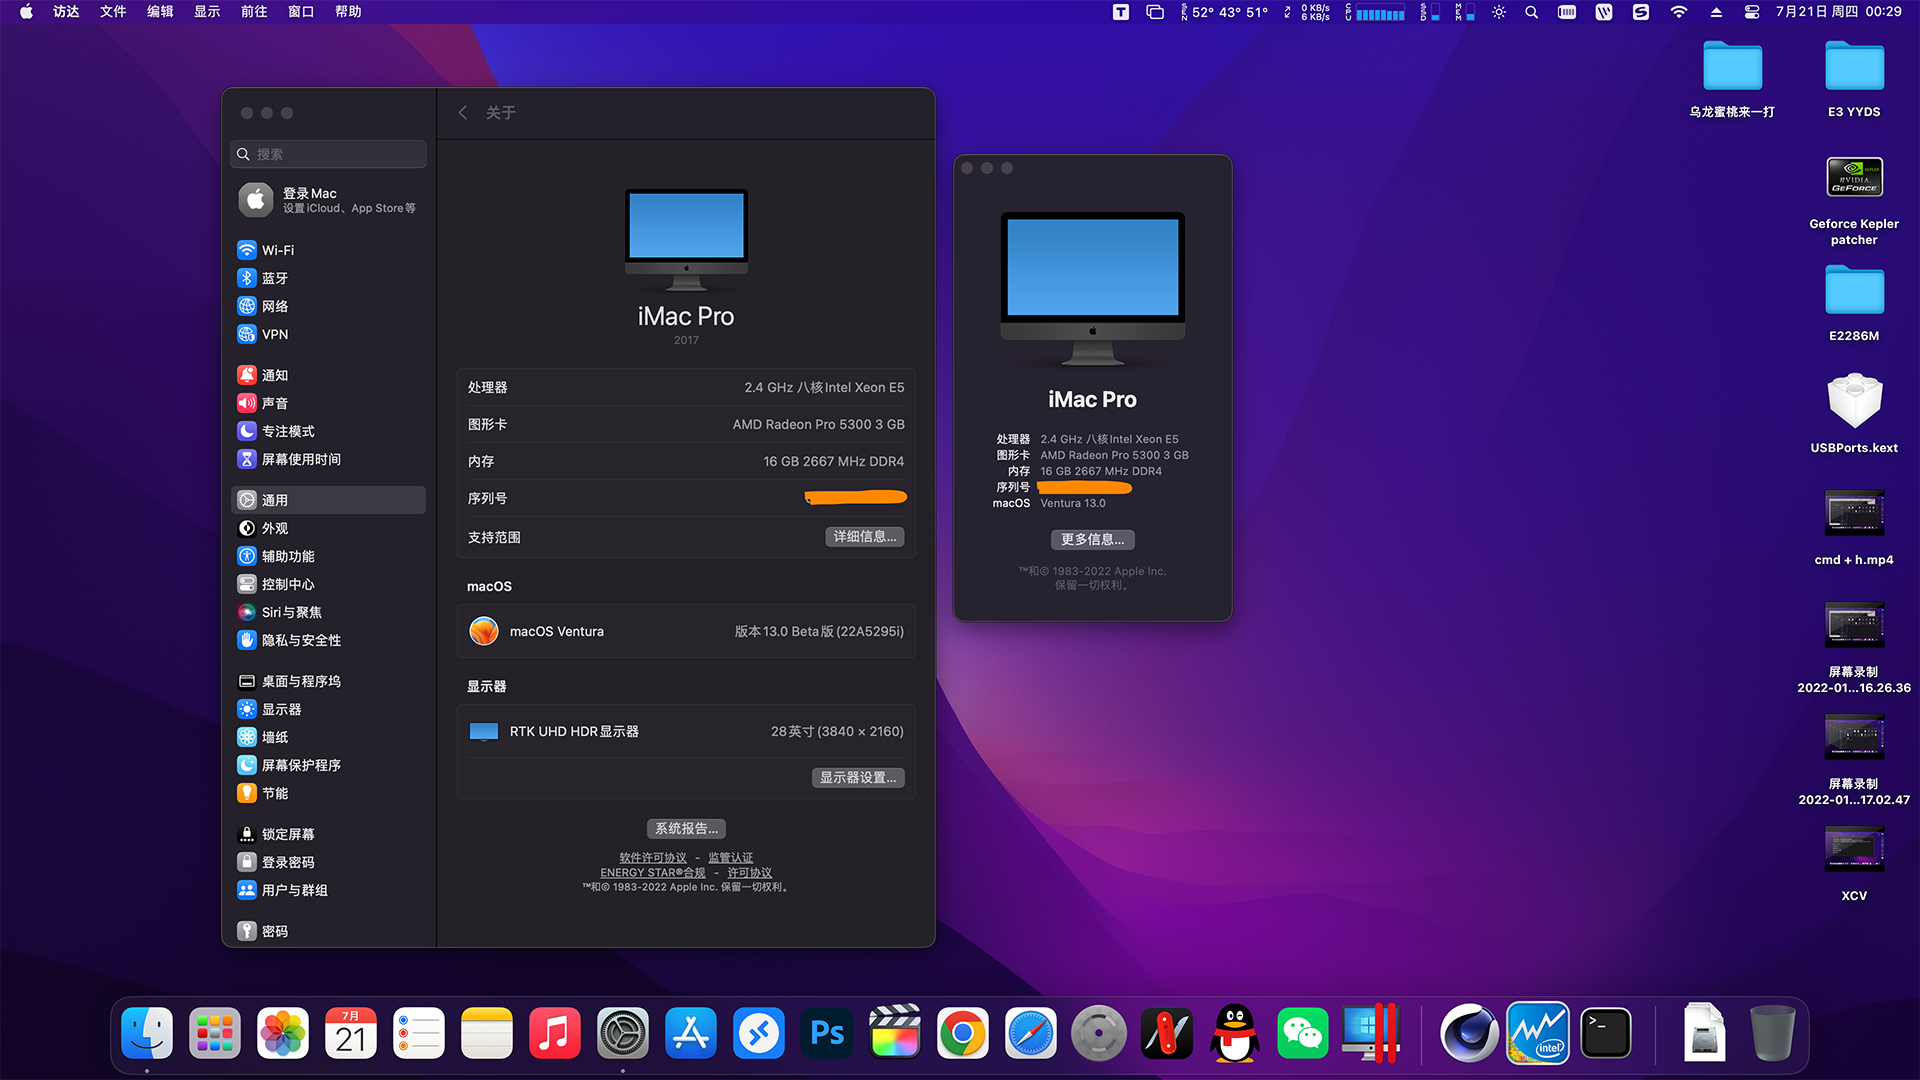 访达 文件 编辑 显示 前往 窗口 帮助
T SEN 52° 43° 51° 0 KB/s 6 KB/s CPU SSD MEM 7月21日 周四 00:29
关于
搜索
登录 Mac
设置 iCloud、App Store 等
Wi-Fi
蓝牙
网络
VPN
通知
声音
专注模式
屏幕使用时间
通用
外观
辅助功能
控制中心
Siri与聚焦
隐私与安全性
桌面与程序坞
显示器
墙纸
屏幕保护程序
节能
锁定屏幕
登录密码
用户与群组
密码
iMac Pro
2017
处理器 2.4 GHz 八核Intel Xeon E5
图形卡 AMD Radeon Pro 5300 3 GB
内存 16 GB 2667 MHz DDR4
序列号
支持范围 详细信息...
macOS
macOS Ventura 版本13.0 Beta版 (22A5295i)
显示器
RTK UHD HDR显示器 28英寸 (3840 × 2160)
显示器设置...
系统报告...
软件许可协议 - 监管认证
ENERGY STAR®合规 - 许可协议
™和© 1983-2022 Apple Inc. 保留一切权利。
iMac Pro
处理器 2.4 GHz 八核Intel Xeon E5
图形卡 AMD Radeon Pro 5300 3 GB
内存 16 GB 2667 MHz DDR4
序列号
macOS Ventura 13.0
更多信息...
™和© 1983-2022 Apple Inc.
保留一切权利。
乌龙蜜桃来一打
E3 YYDS
KEPLER
NVIDIA
GEFORCE
Geforce Kepler
patcher
E2286M
USBPorts.kext
cmd + h.mp4
屏幕录制
2022-01...16.26.36
屏幕录制
2022-01...17.02.47
XCV
7月
21
Ps
intel
>_